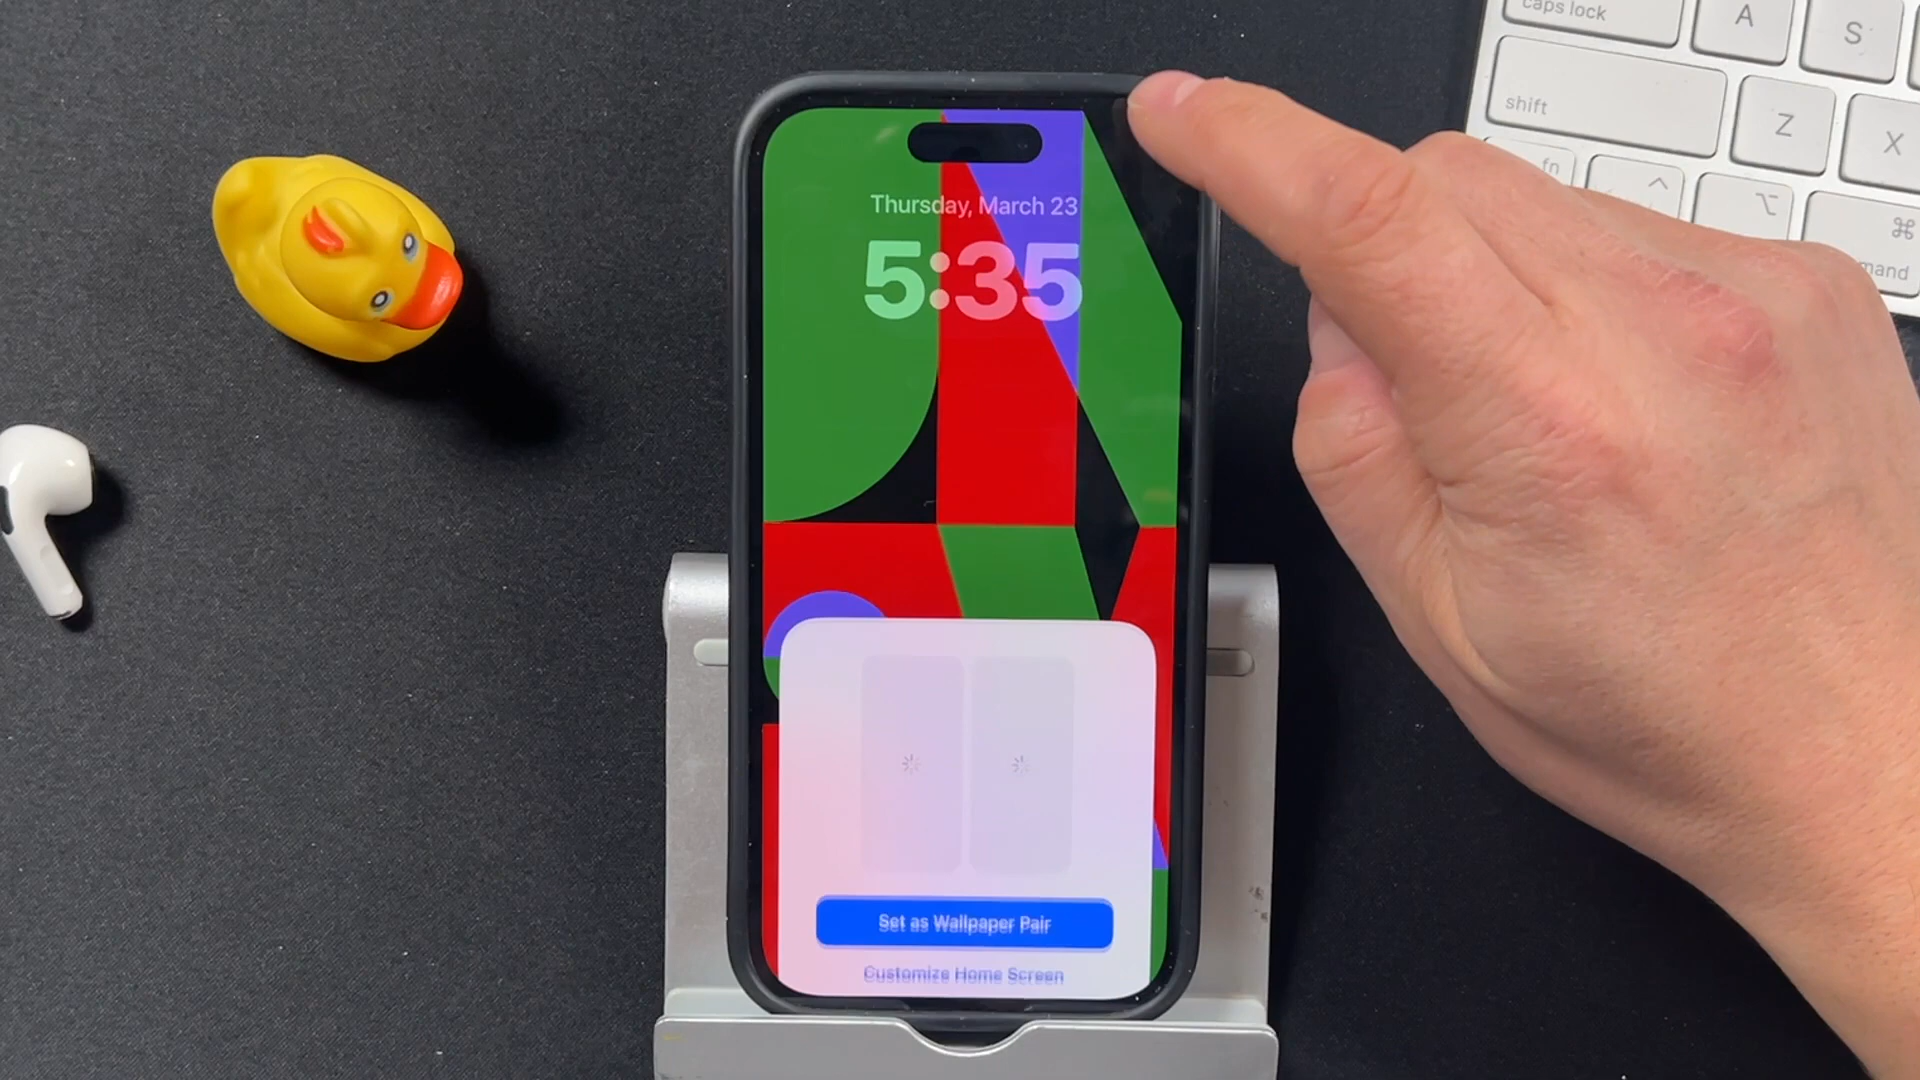 caps lock
A
S
shift
Z
X
fn
⌃
⌥
⌘
mand
Thursday, March 23
5:35
Set as Wallpaper Pair
Customize Home Screen